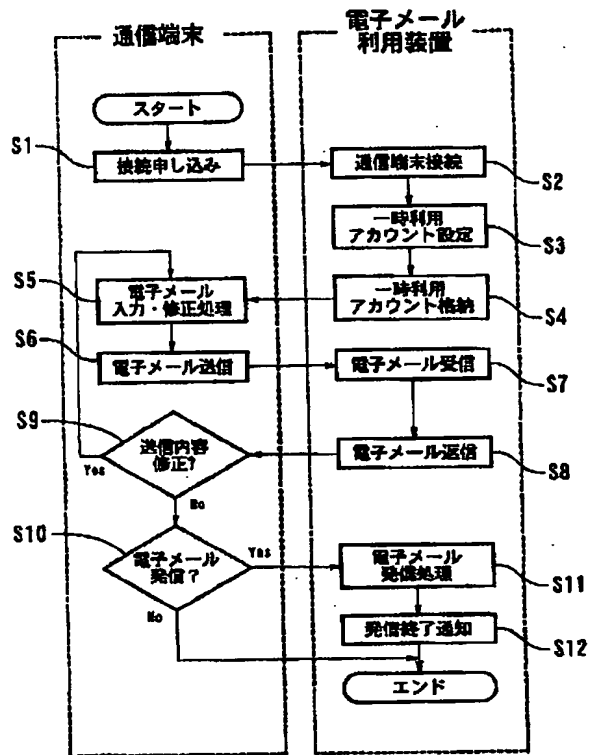 通信端末
電子メール
利用装置
スタート
S1
接続申し込み
通信端末接続
S2
一時利用
アカウント設定
S3
S5
電子メール
入力・修正処理
一時利用
アカウント格納
S4
S6
電子メール送信
電子メール受信
S7
S9
送信内容
修正?
Yes
No
電子メール返信
S8
S10
電子メール
発信?
Yes
No
電子メール
発信処理
S11
発信終了通知
S12
エンド